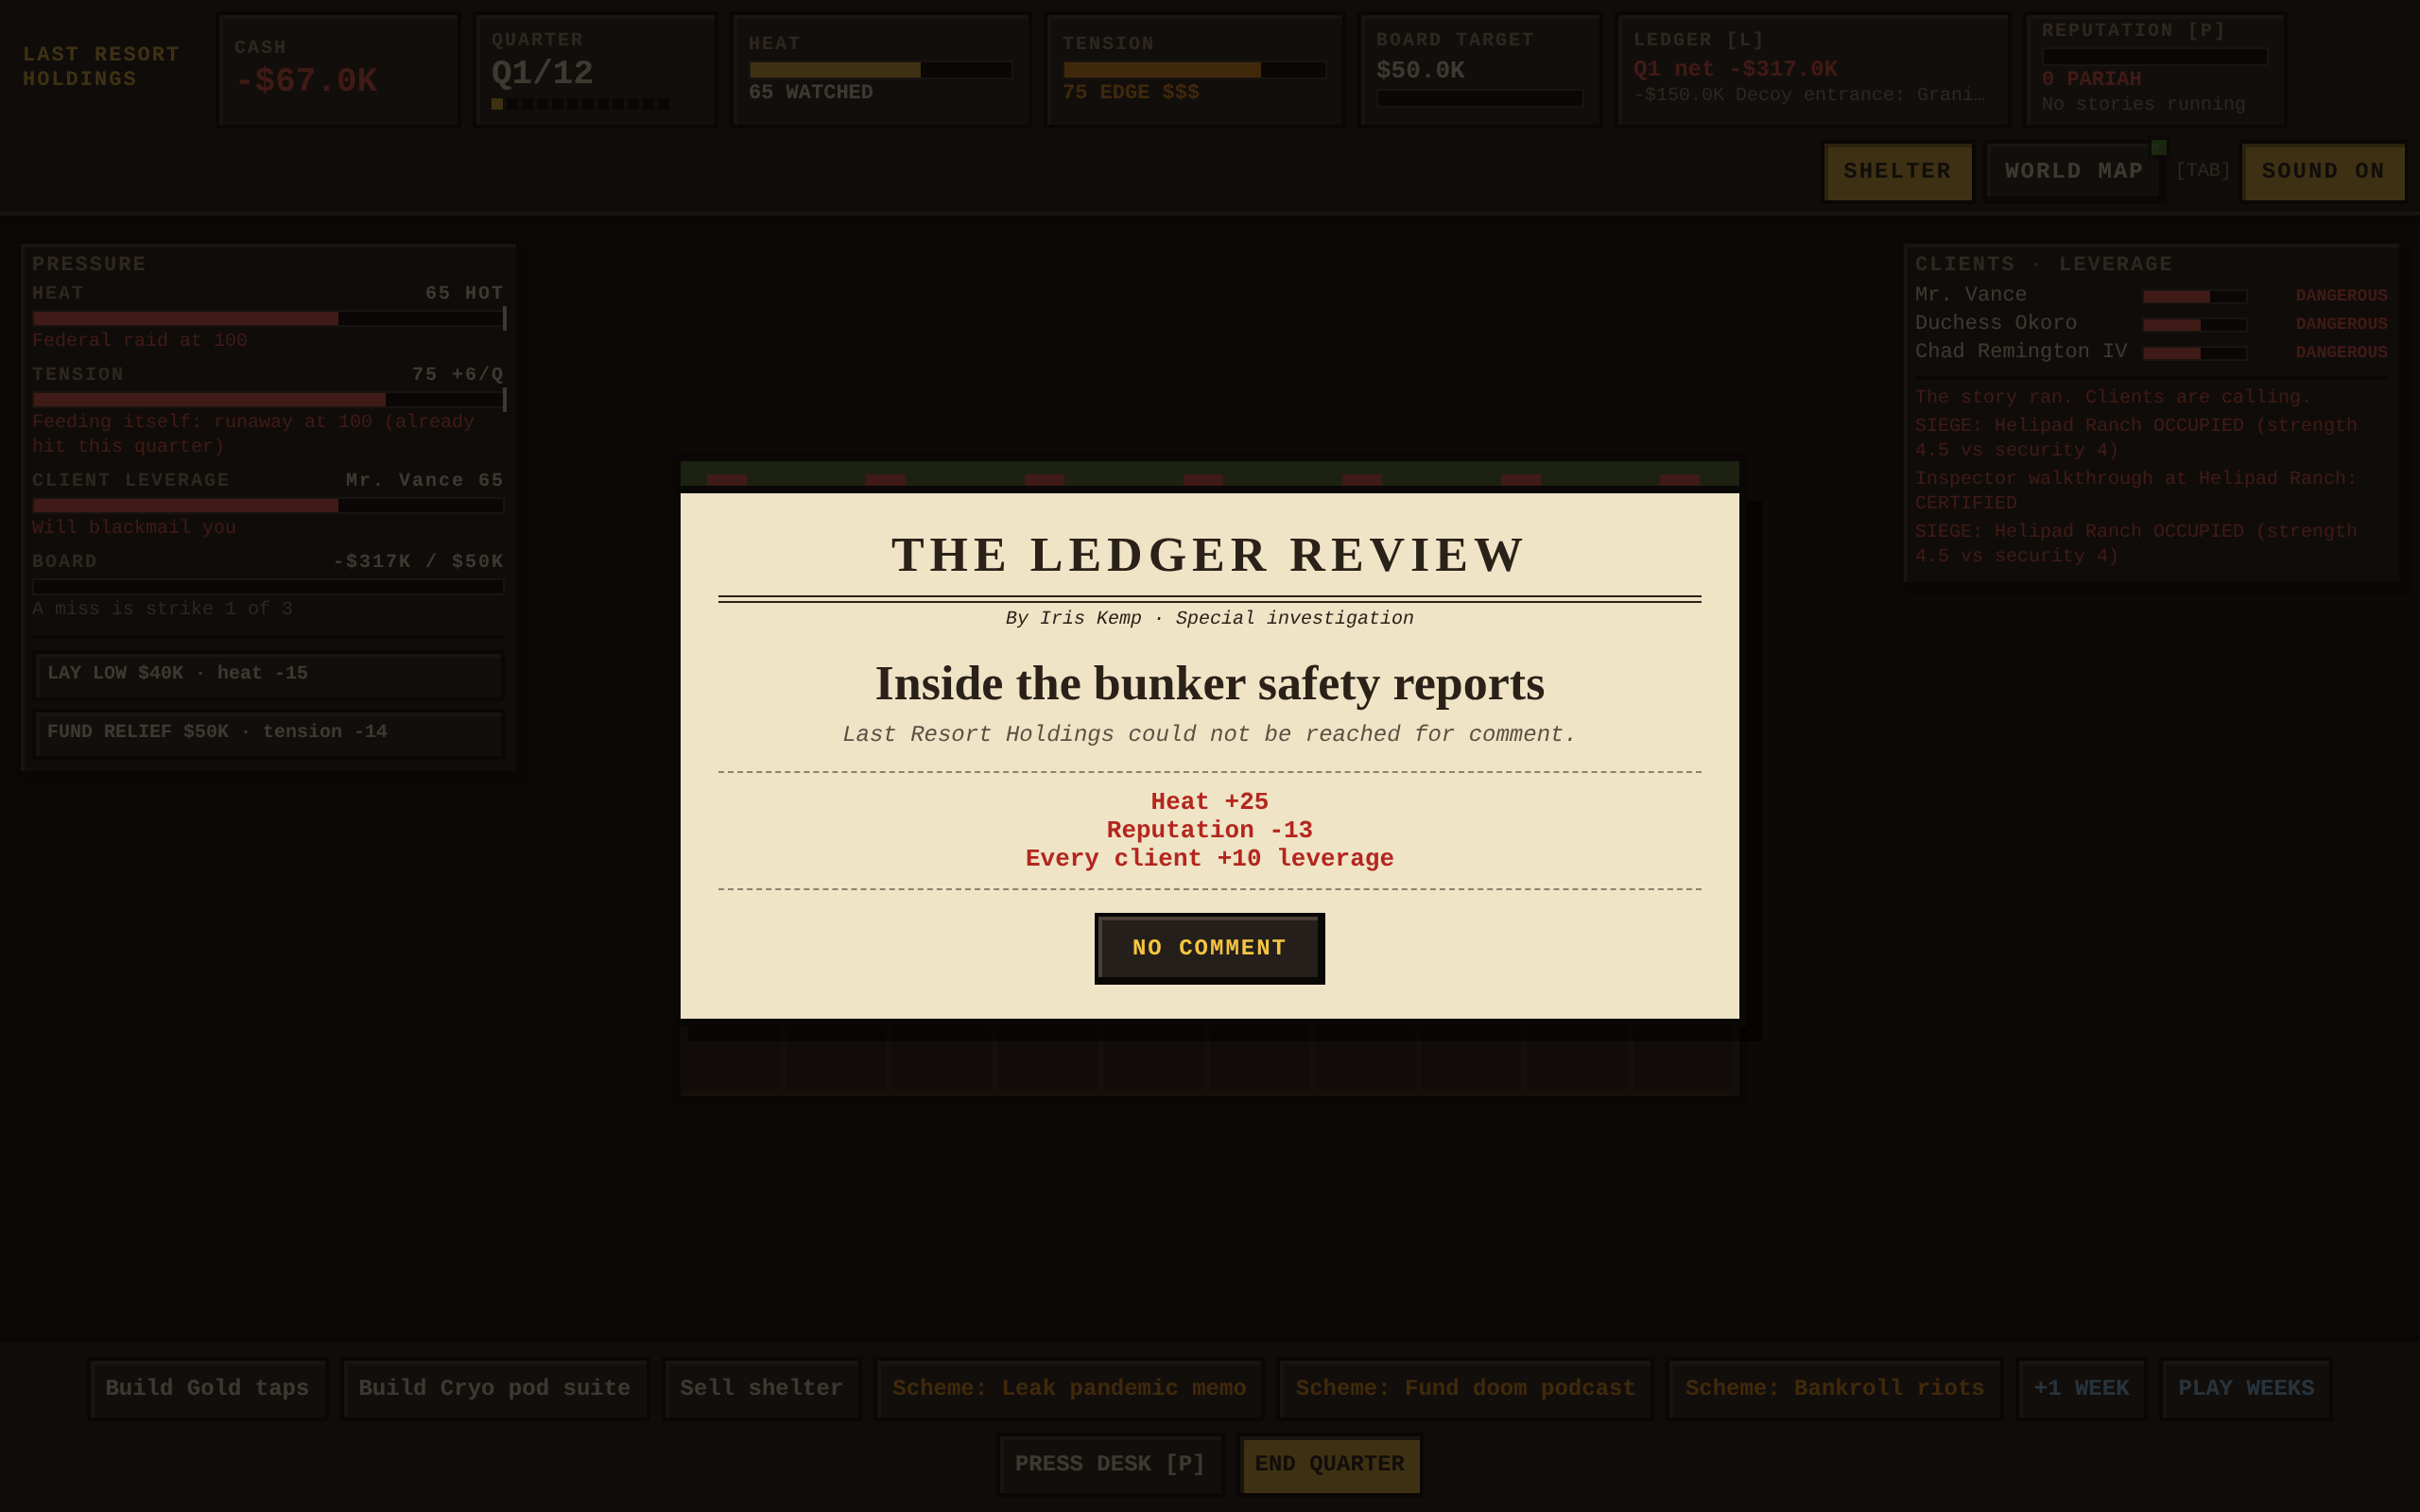 LAST RESORT
HOLDINGS
CASH
-$67.0K
QUARTER
Q1/12
HEAT
65 WATCHED
TENSION
75 EDGE $$$
BOARD TARGET
$50.0K
LEDGER [L]
Q1 net -$317.0K
-$150.0K Decoy entrance: Grani…
REPUTATION [P]
0 PARIAH
No stories running
SHELTER
WORLD MAP
[TAB]
SOUND ON
PRESSURE
HEAT 65 HOT
Federal raid at 100
TENSION 75 +6/Q
Feeding itself: runaway at 100 (already
hit this quarter)
CLIENT LEVERAGE Mr. Vance 65
Will blackmail you
BOARD -$317K / $50K
A miss is strike 1 of 3
LAY LOW $40K · heat -15
FUND RELIEF $50K · tension -14
CLIENTS · LEVERAGE
Mr. Vance DANGEROUS
Duchess Okoro DANGEROUS
Chad Remington IV DANGEROUS
The story ran. Clients are calling.
SIEGE: Helipad Ranch OCCUPIED (strength
4.5 vs security 4)
Inspector walkthrough at Helipad Ranch:
CERTIFIED
SIEGE: Helipad Ranch OCCUPIED (strength
4.5 vs security 4)
THE LEDGER REVIEW
By Iris Kemp · Special investigation
Inside the bunker safety reports
Last Resort Holdings could not be reached for comment.
Heat +25
Reputation -13
Every client +10 leverage
NO COMMENT
Build Gold taps
Build Cryo pod suite
Sell shelter
Scheme: Leak pandemic memo
Scheme: Fund doom podcast
Scheme: Bankroll riots
+1 WEEK
PLAY WEEKS
PRESS DESK [P]
END QUARTER